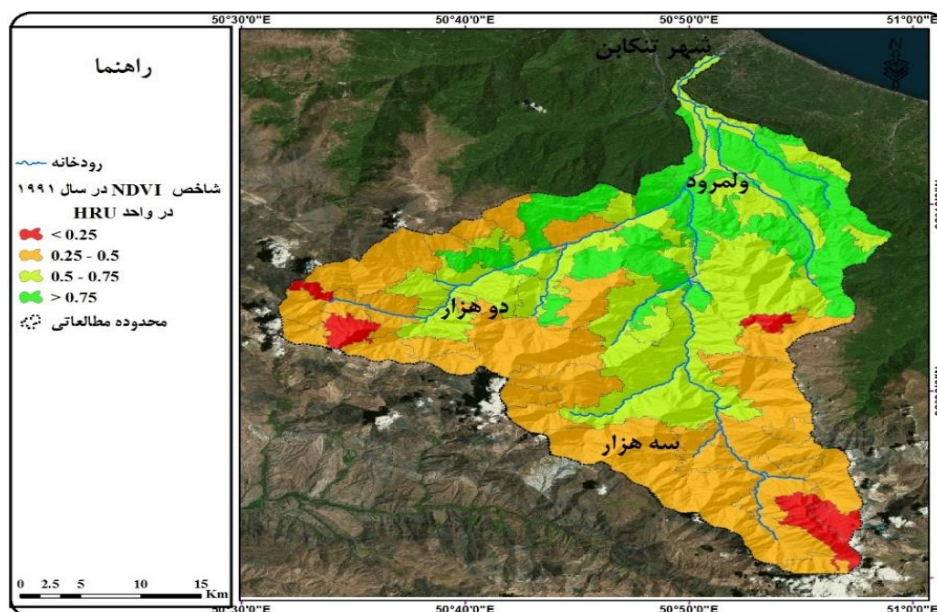 50°30'0"E
50°40'0"E
50°50'0"E
51°0'0"E
راهنما
رودخانه
شاخص NDVI در سال ۱۹۹۱
در واحد HRU
< 0.25
0.25 - 0.5
0.5 - 0.75
> 0.75
محدوده مطالعاتی
0 2.5 5 10 15
Km
شهر تنکابن
N
ولمرود
دو هزار
سه هزار
50°30'0"E
50°40'0"E
50°50'0"E
51°0'0"E